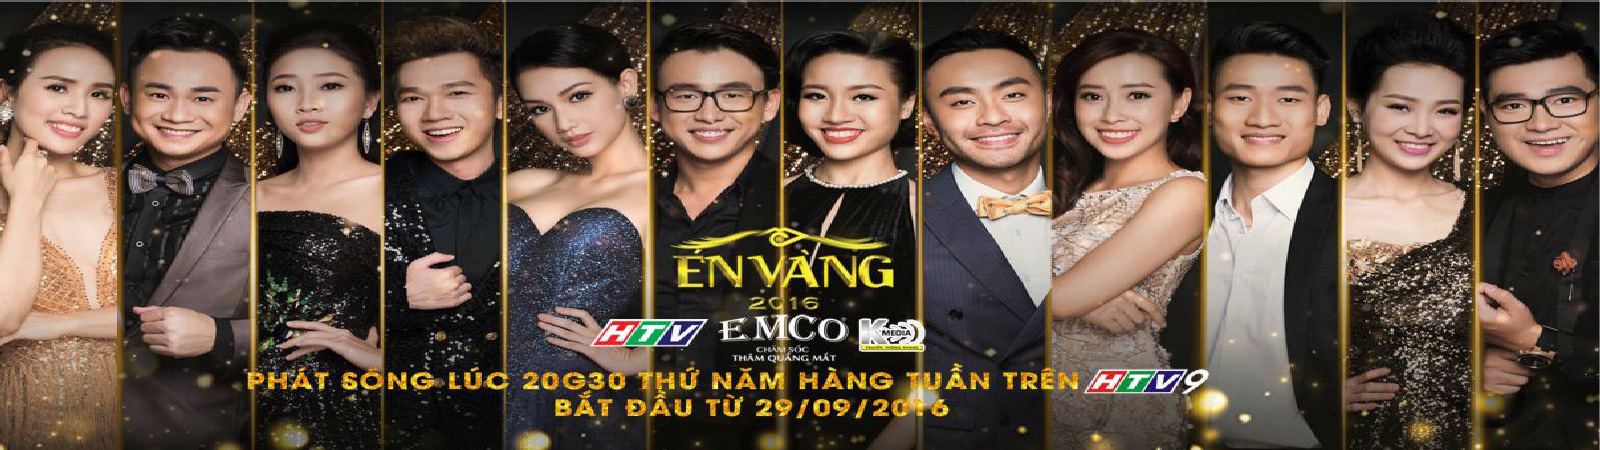 ÉN VÀNG
2016
HTV EMCO K MEDIA
CHĂM SÓC
THÂM QUẦNG MẮT
PHÁT SÓNG LÚC 20G30 THỨ NĂM HÀNG TUẦN TRÊN HTV9
BẮT ĐẦU TỪ 29/09/2016